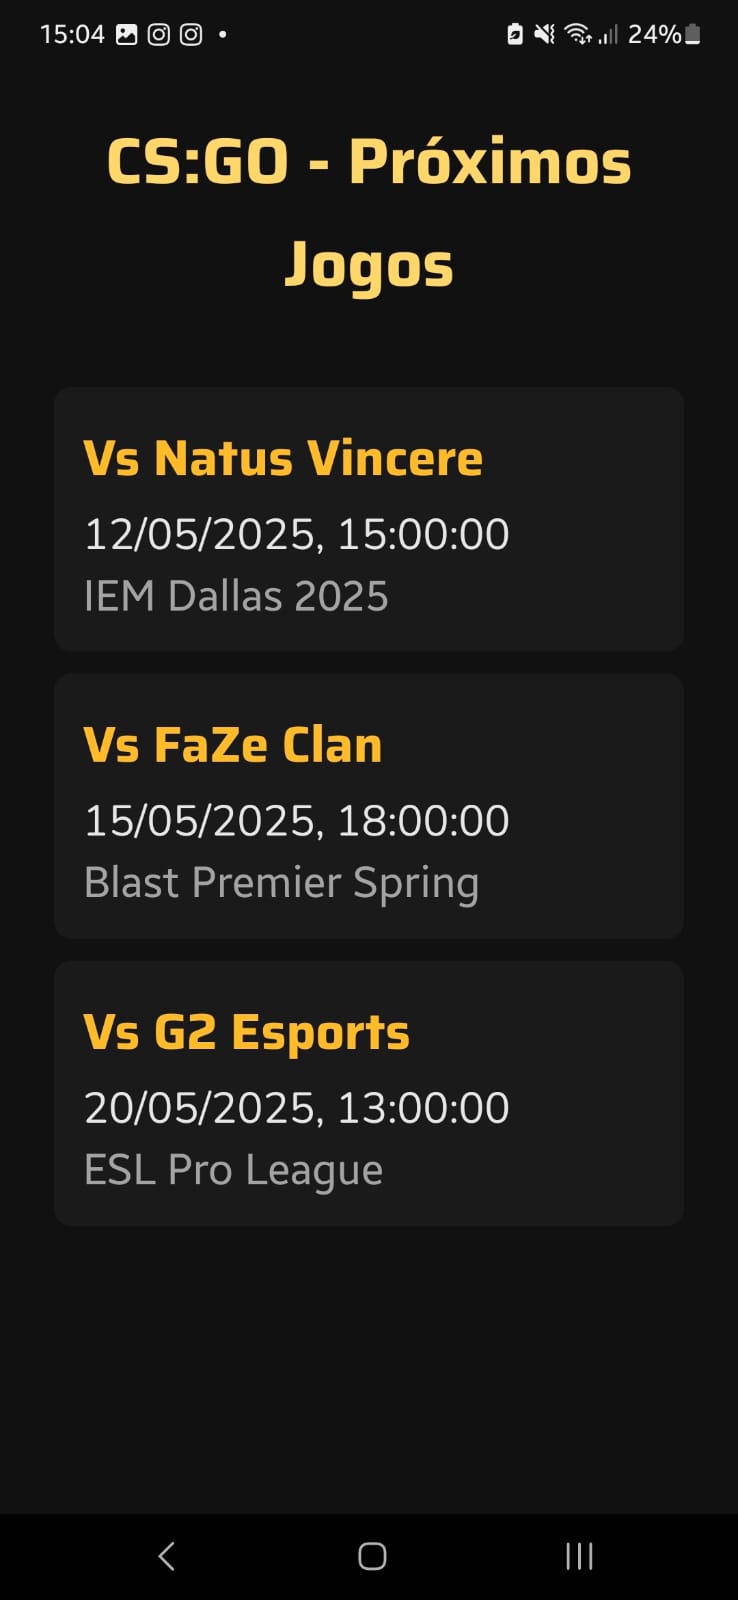 15:04
24%
CS:GO - Próximos
Jogos
Vs Natus Vincere
12/05/2025, 15:00:00
IEM Dallas 2025
Vs FaZe Clan
15/05/2025, 18:00:00
Blast Premier Spring
Vs G2 Esports
20/05/2025, 13:00:00
ESL Pro League